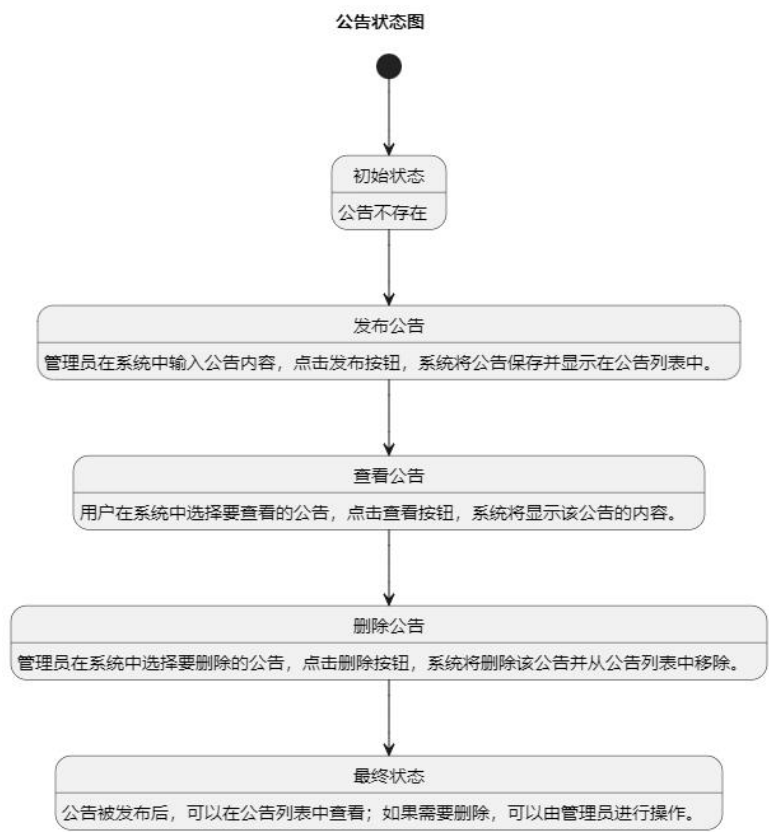 公告状态图
初始状态
公告不存在
发布公告
管理员在系统中输入公告内容，点击发布按钮，系统将公告保存并显示在公告列表中。
查看公告
用户在系统中选择要查看的公告，点击查看按钮，系统将显示该公告的内容。
删除公告
管理员在系统中选择要删除的公告，点击删除按钮，系统将删除该公告并从公告列表中移除。
最终状态
公告被发布后，可以在公告列表中查看；如果需要删除，可以由管理员进行操作。